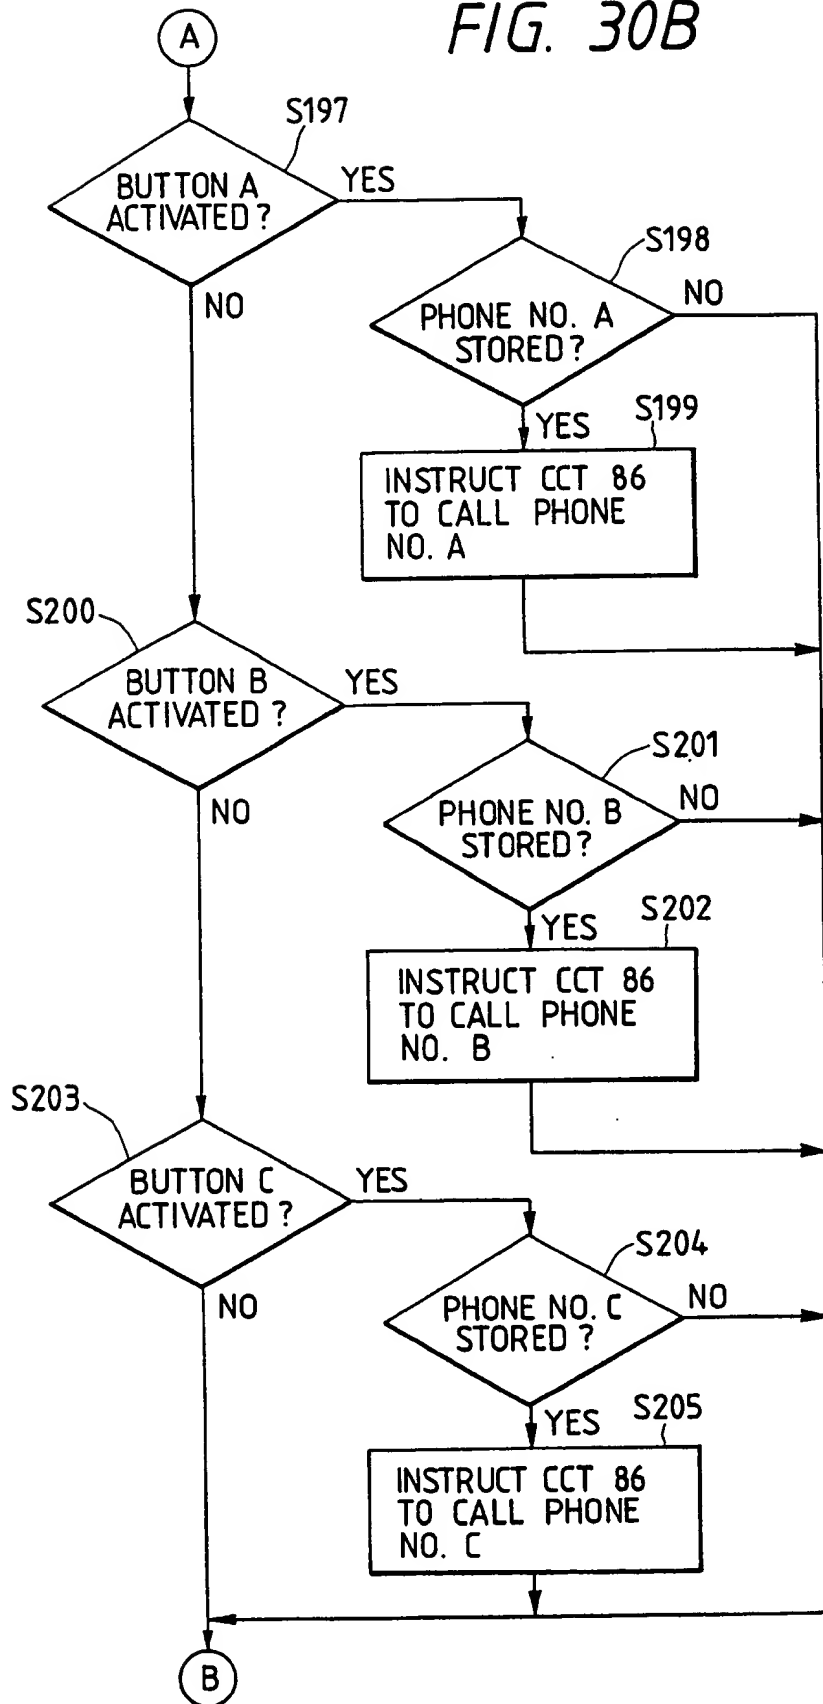 FIG. 30B
A
S197
BUTTON A
ACTIVATED?
YES
NO
S198
PHONE NO. A
STORED?
NO
YES
S199
INSTRUCT CCT 86
TO CALL PHONE
NO. A
S200
BUTTON B
ACTIVATED?
YES
NO
S201
PHONE NO. B
STORED?
NO
YES
S202
INSTRUCT CCT 86
TO CALL PHONE
NO. B
S203
BUTTON C
ACTIVATED?
YES
NO
S204
PHONE NO. C
STORED?
NO
YES
S205
INSTRUCT CCT 86
TO CALL PHONE
NO. C
B